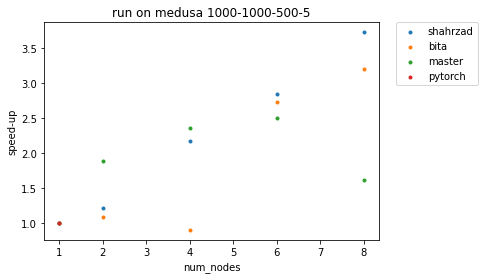 run on medusa 1000-1000-500-5
shahrzad
bita
master
pytorch
speed-up
3.5
3.0
2.5
2.0
1.5
1.0
1 2 3 4 5 6 7 8
num_nodes